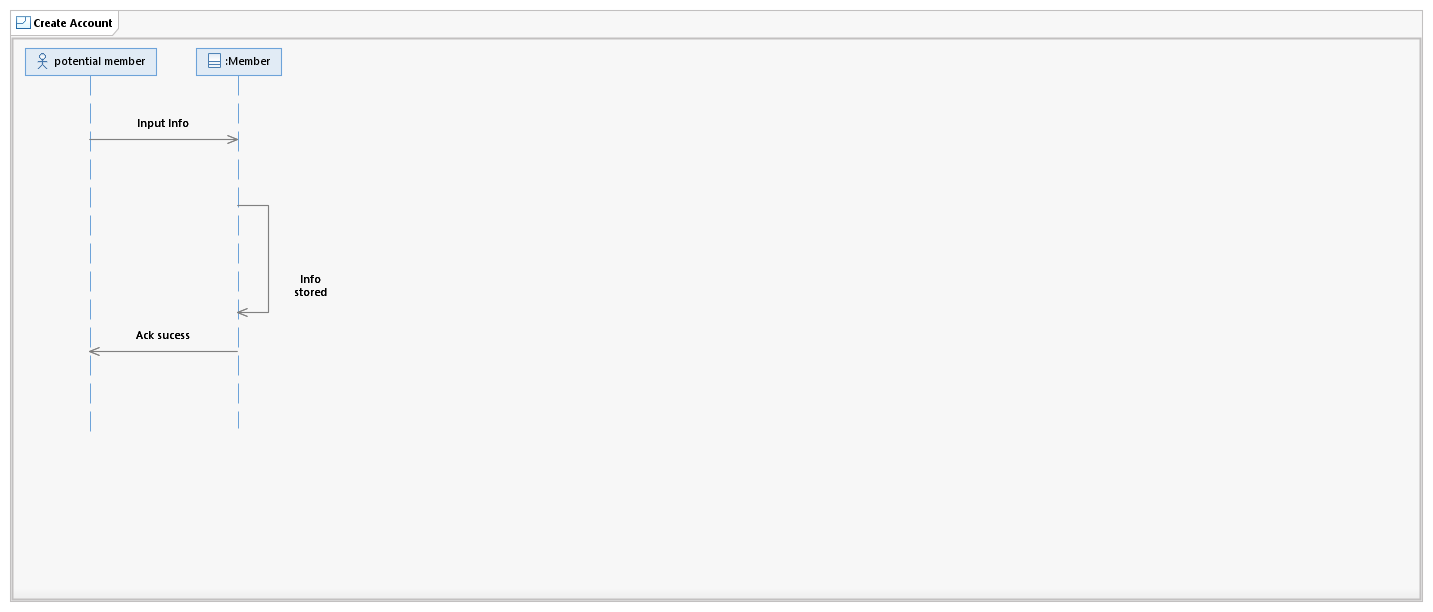 Create Account
potential member
:Member
Input Info
Info
stored
Ack sucess